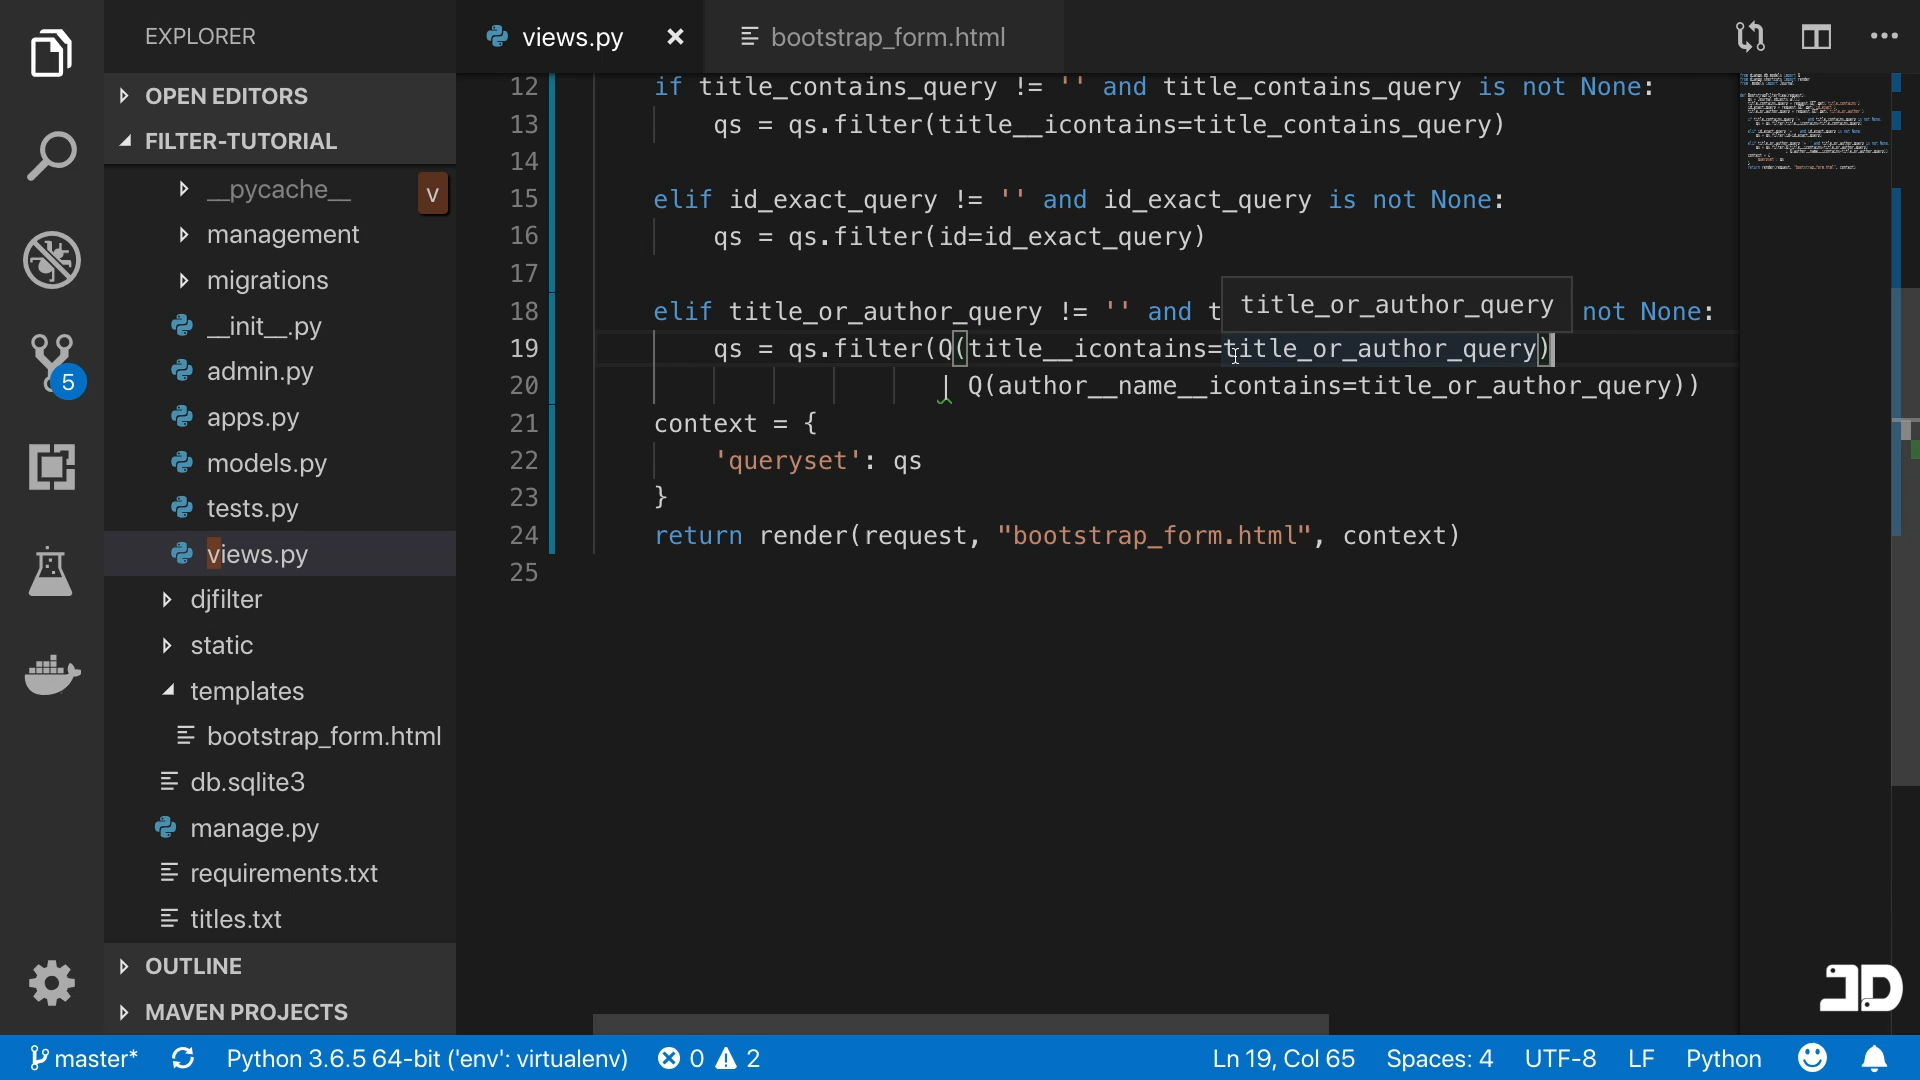 EXPLORER
views.py
bootstrap_form.html
OPEN EDITORS
FILTER-TUTORIAL
__pycache__
v
management
migrations
__init__.py
admin.py
apps.py
models.py
tests.py
views.py
djfilter
static
templates
bootstrap_form.html
db.sqlite3
manage.py
requirements.txt
titles.txt
OUTLINE
MAVEN PROJECTS
5
12 if title_contains_query != '' and title_contains_query is not None:
13 qs = qs.filter(title__icontains=title_contains_query)
14
15 elif id_exact_query != '' and id_exact_query is not None:
16 qs = qs.filter(id=id_exact_query)
17
18 elif title_or_author_query != '' and t not None:
title_or_author_query
19 qs = qs.filter(Q(title__icontains=title_or_author_query)
20 | Q(author__name__icontains=title_or_author_query))
21 context = {
22 'queryset': qs
23 }
24 return render(request, "bootstrap_form.html", context)
25
JD
master* Python 3.6.5 64-bit ('env': virtualenv) 0 2 Ln 19, Col 65 Spaces: 4 UTF-8 LF Python